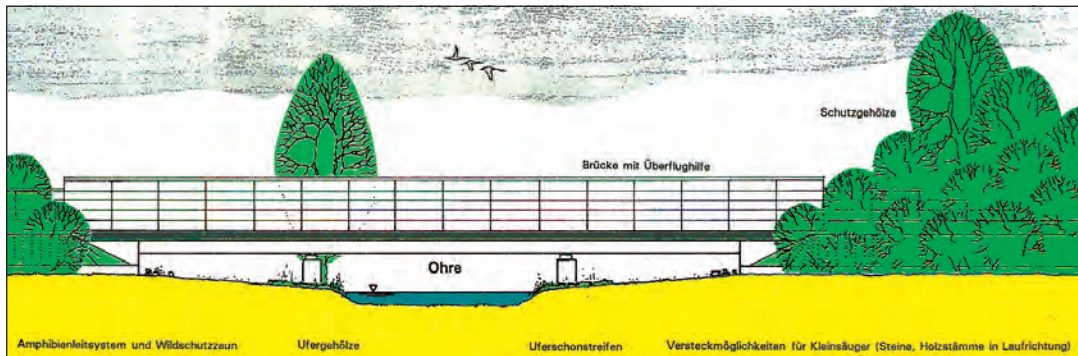 Schutzgehölze
Brücke mit Überflughilfe
Ohre
Amphibienleitsystem und Wildschutzzaun
Ufergehölze
Uferschonstreifen
Versteckmöglichkeiten für Kleinsäuger (Steine, Holzstämme in Laufrichtung)